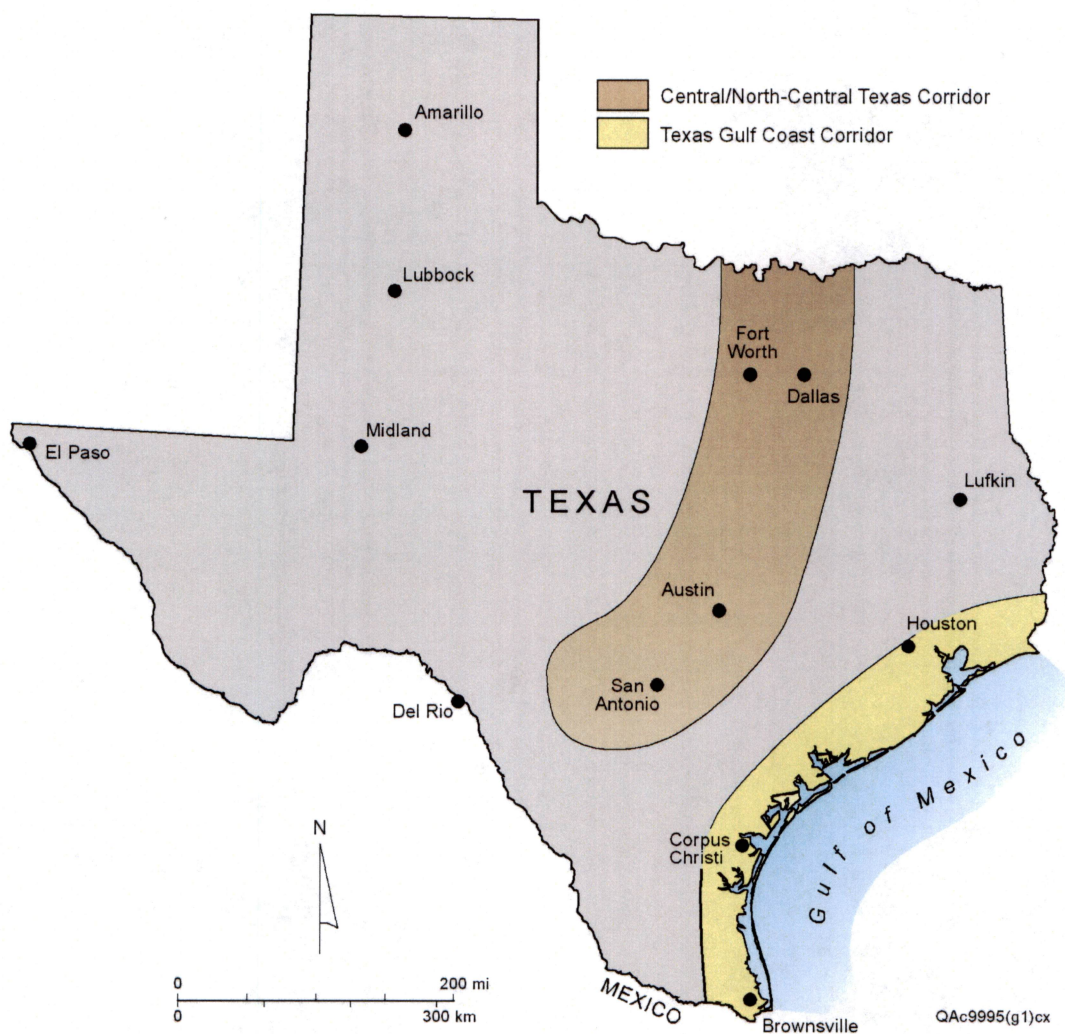 Central/North-Central Texas Corridor
Texas Gulf Coast Corridor
Amarillo
Lubbock
Fort
Worth
Dallas
Midland
El Paso
TEXAS
Lufkin
Austin
Houston
San
Antonio
Del Rio
Gulf of Mexico
Corpus
Christi
N
0 200 mi
0 300 km
MEXICO
Brownsville
QAc9995(g1)cx